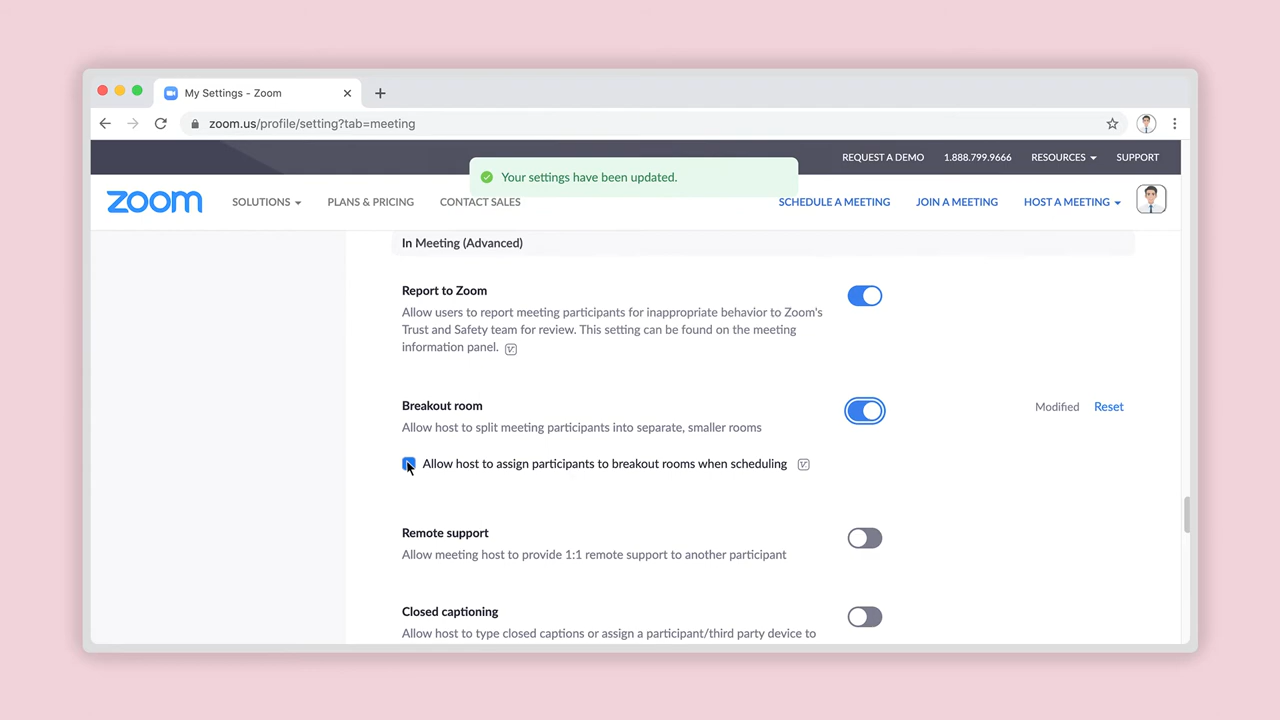 My Settings - Zoom
zoom.us/profile/setting?tab=meeting
REQUEST A DEMO 1.888.799.9666 RESOURCES SUPPORT
Your settings have been updated.
zoom SOLUTIONS PLANS & PRICING CONTACT SALES SCHEDULE A MEETING JOIN A MEETING HOST A MEETING
In Meeting (Advanced)
Report to Zoom
Allow users to report meeting participants for inappropriate behavior to Zoom's
Trust and Safety team for review. This setting can be found on the meeting
information panel.
Breakout room
Modified Reset
Allow host to split meeting participants into separate, smaller rooms
Allow host to assign participants to breakout rooms when scheduling
Remote support
Allow meeting host to provide 1:1 remote support to another participant
Closed captioning
Allow host to type closed captions or assign a participant/third party device to